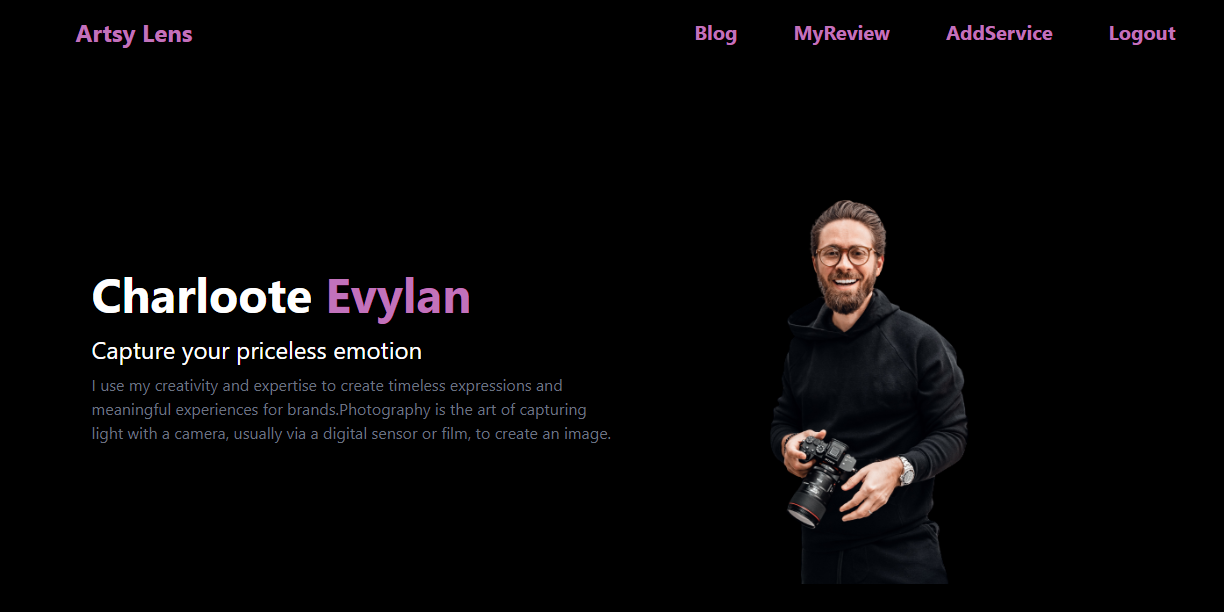 Artsy Lens
Blog
MyReview
AddService
Logout
Charloote Evylan
Capture your priceless emotion
I use my creativity and expertise to create timeless expressions and
meaningful experiences for brands.Photography is the art of capturing
light with a camera, usually via a digital sensor or film, to create an image.